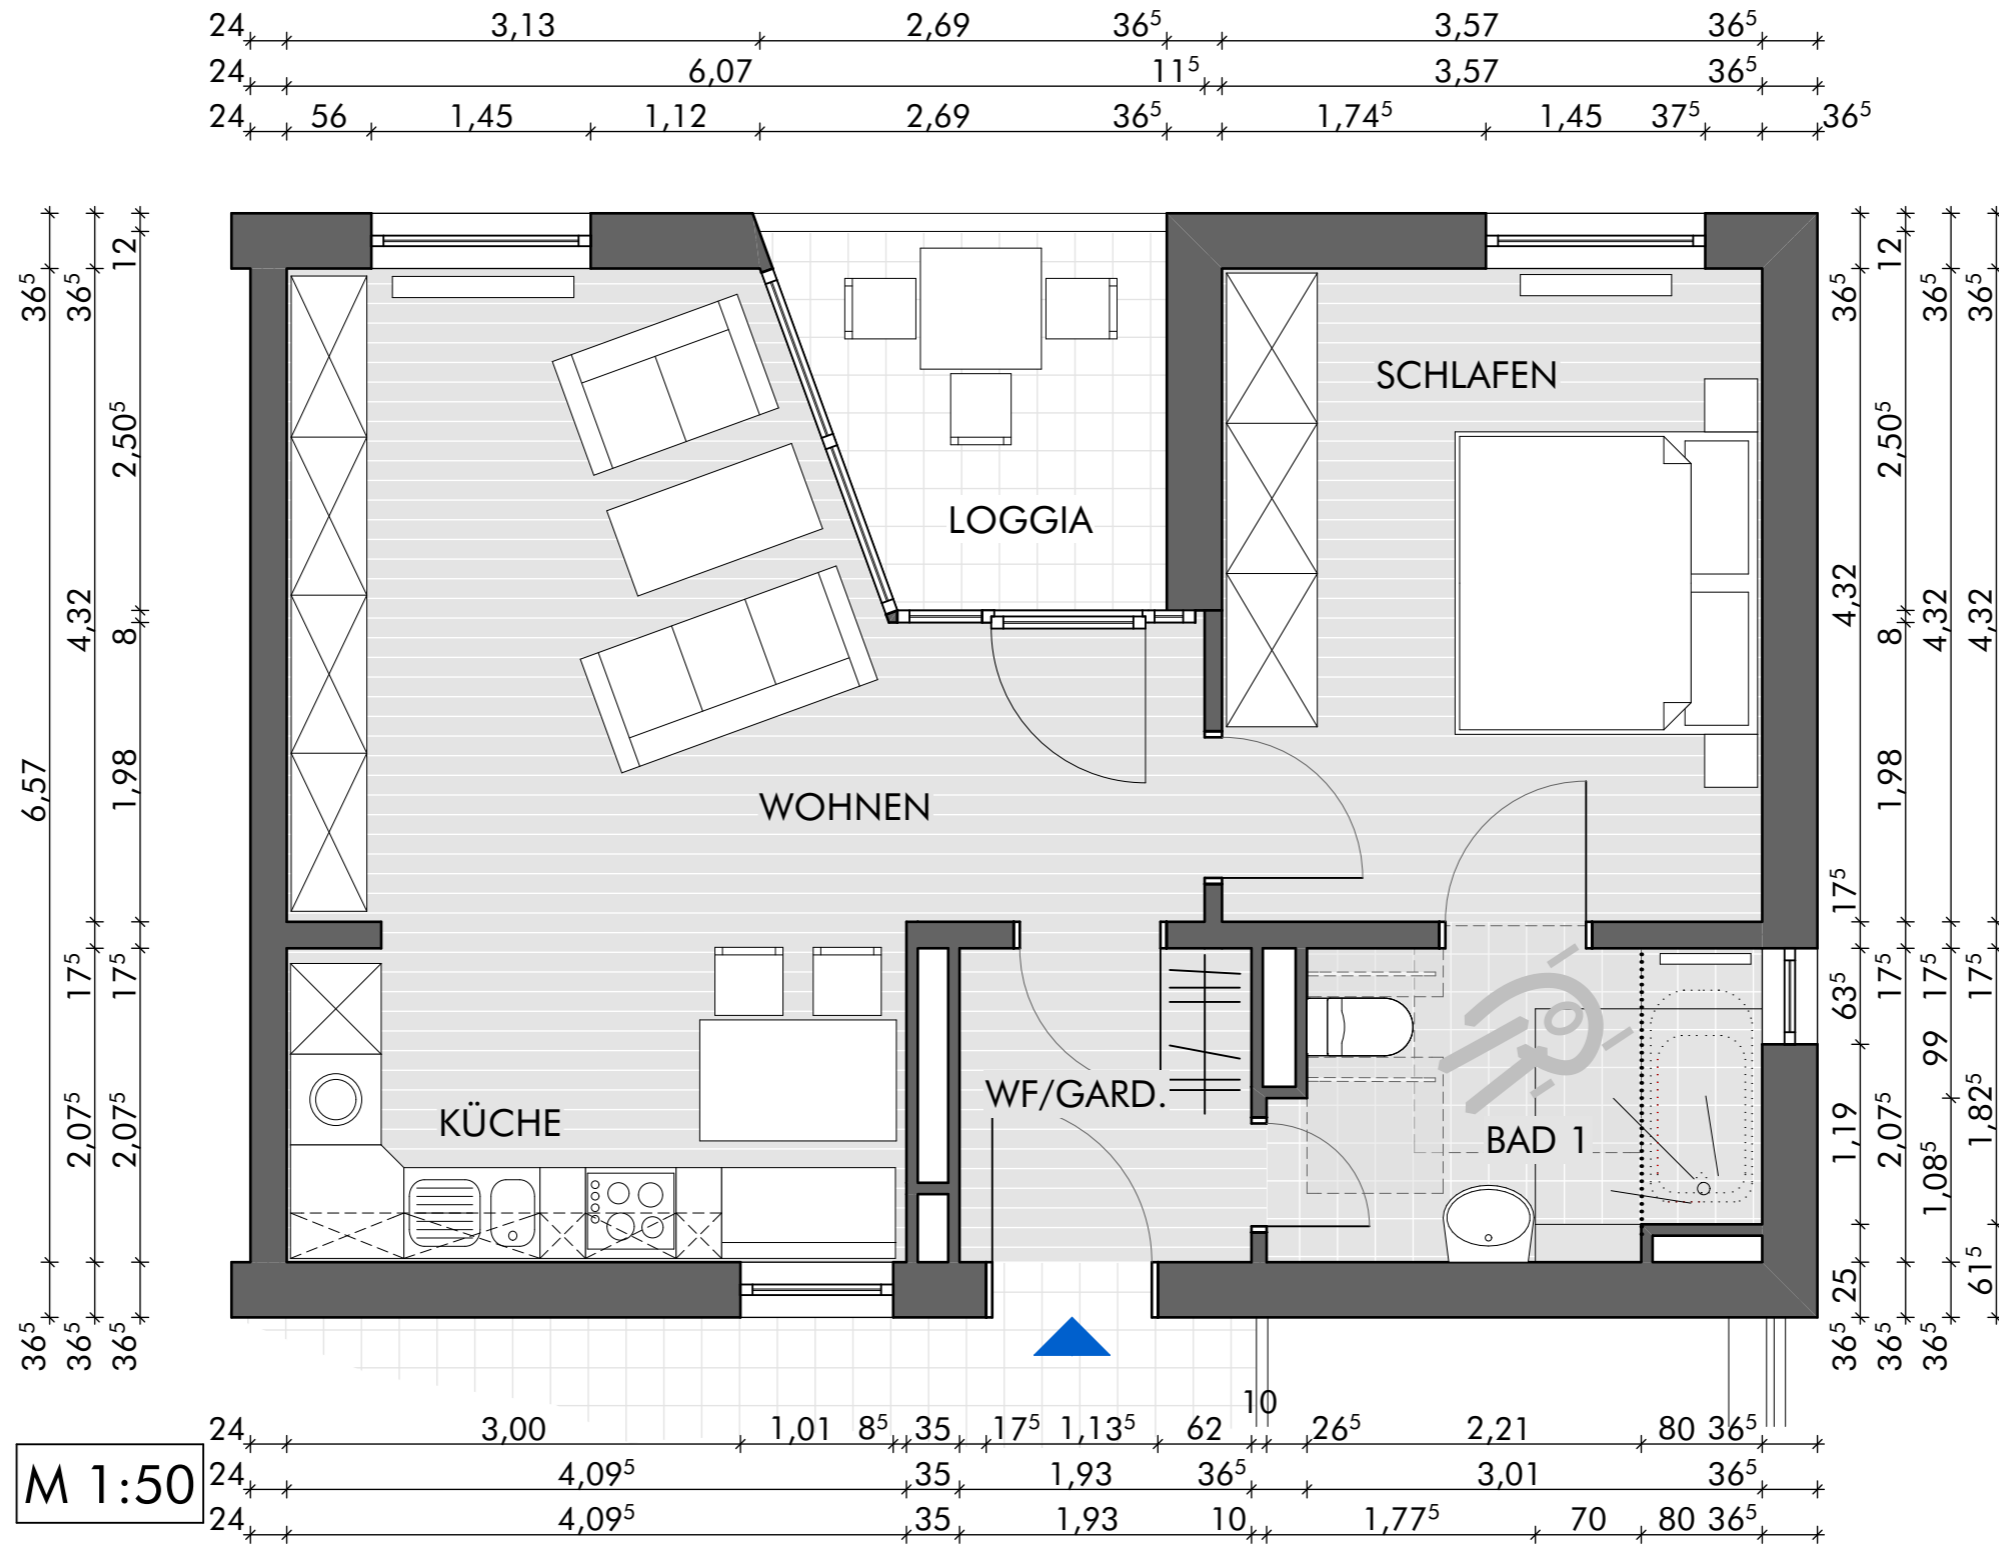 24 3,13 2,69 36⁵ 3,57 36⁵
24 6,07 11⁵ 3,57 36⁵
24 56 1,45 1,12 2,69 36⁵ 1,74⁵ 1,45 37⁵ 36⁵
36⁵ 6,57 36⁵
36⁵ 4,32 17⁵ 2,07⁵ 36⁵
12 2,50⁵ 8 1,98 17⁵ 2,07⁵ 36⁵
SCHLAFEN
LOGGIA
WOHNEN
WF/GARD.
KÜCHE
BAD 1
36⁵ 4,32 17⁵ 63⁵ 1,19 25 36⁵
12 2,50⁵ 8 1,98 17⁵ 2,07⁵ 36⁵
36⁵ 4,32 17⁵ 99 1,08⁵ 36⁵
36⁵ 4,32 17⁵ 1,82⁵ 61⁵
10
24 3,00 1,01 8⁵ 35 17⁵ 1,13⁵ 62 26⁵ 2,21 80 36⁵
M 1:50
24 4,09⁵ 35 1,93 36⁵ 3,01 36⁵
24 4,09⁵ 35 1,93 10 1,77⁵ 70 80 36⁵